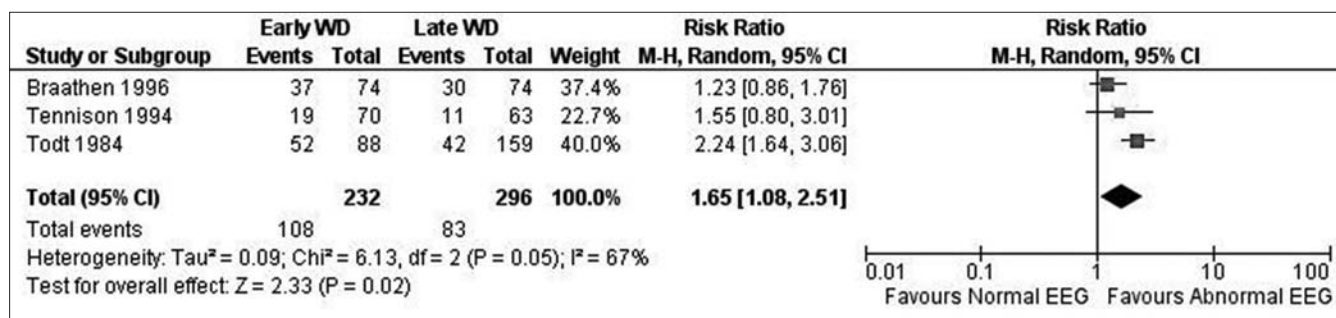 Early WD Late WD Risk Ratio Risk Ratio
Study or Subgroup Events Total Events Total Weight M-H, Random, 95% CI M-H, Random, 95% CI
Braathen 1996 37 74 30 74 37.4% 1.23 [0.86, 1.76]
Tennison 1994 19 70 11 63 22.7% 1.55 [0.80, 3.01]
Todt 1984 52 88 42 159 40.0% 2.24 [1.64, 3.06]
Total (95% CI) 232 296 100.0% 1.65 [1.08, 2.51]
Total events 108 83
Heterogeneity: Tau² = 0.09; Chi² = 6.13, df = 2 (P = 0.05); I² = 67%
Test for overall effect: Z = 2.33 (P = 0.02)
0.01 0.1 1 10 100
Favours Normal EEG Favours Abnormal EEG